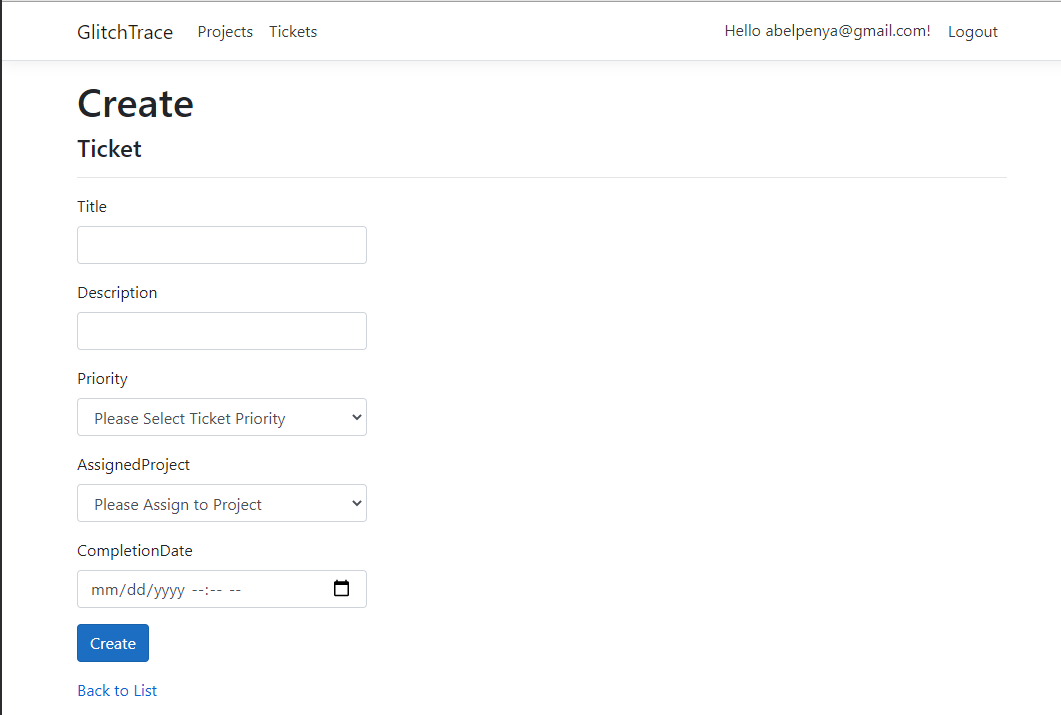 GlitchTrace Projects Tickets Hello abelpenya@gmail.com! Logout
Create
Ticket
Title
Description
Priority
Please Select Ticket Priority
AssignedProject
Please Assign to Project
CompletionDate
mm/dd/yyyy --:-- --
Create
Back to List